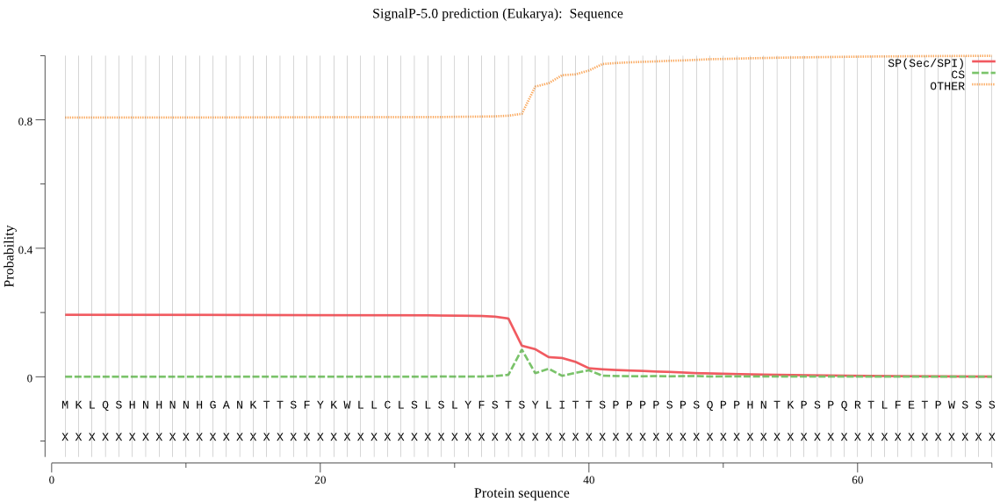 SignalP-5.0 prediction (Eukarya): Sequence
SP(Sec/SPI)
CS
OTHER
0.8
0.4
0
Probability
M K L Q S H N H N N H G A N K T T S F Y K W L L C L S L S L Y F S T S Y L I T T S P P P P S P S Q P P H N T K P S P Q R T L F E T P W S S S
X X X X X X X X X X X X X X X X X X X X X X X X X X X X X X X X X X X X X X X X X X X X X X X X X X X X X X X X X X X X X X X X X X X X X X
0 20 40 60
Protein sequence